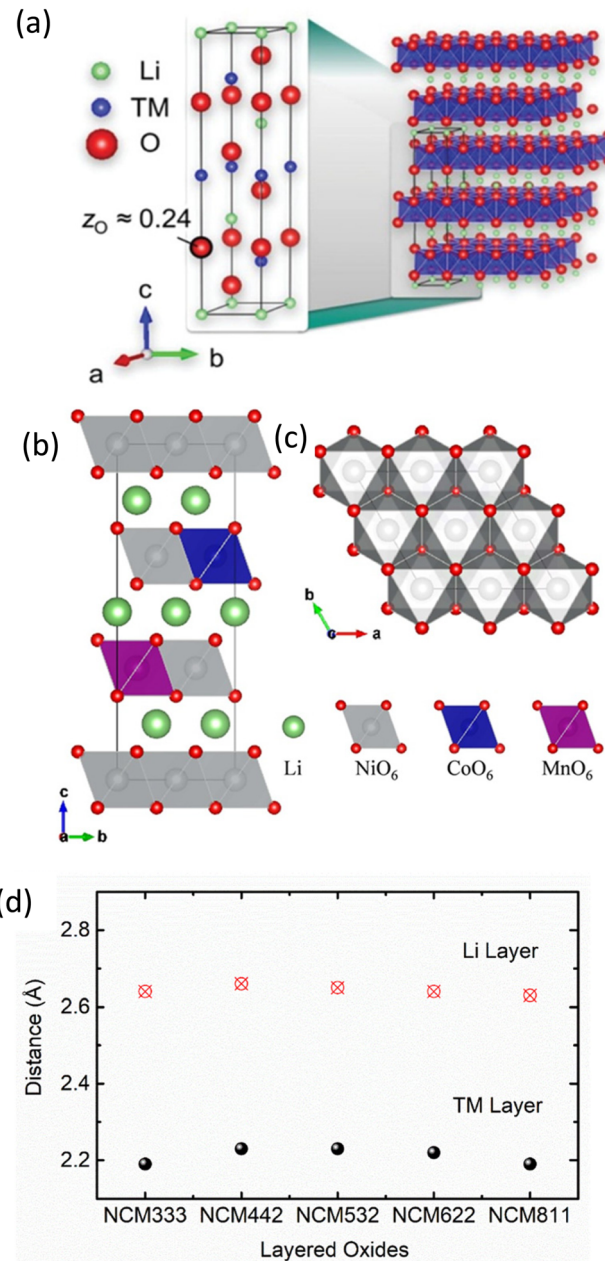 (a)
Li
TM
O
zO ≈ 0.24
c
a
b
(b)
(c)
b
c
a
Li
NiO6
CoO6
MnO6
c
a
b
(d)
2.8
Li Layer
2.6
Distance (Å)
2.4
TM Layer
2.2
NCM333 NCM442 NCM532 NCM622 NCM811
Layered Oxides